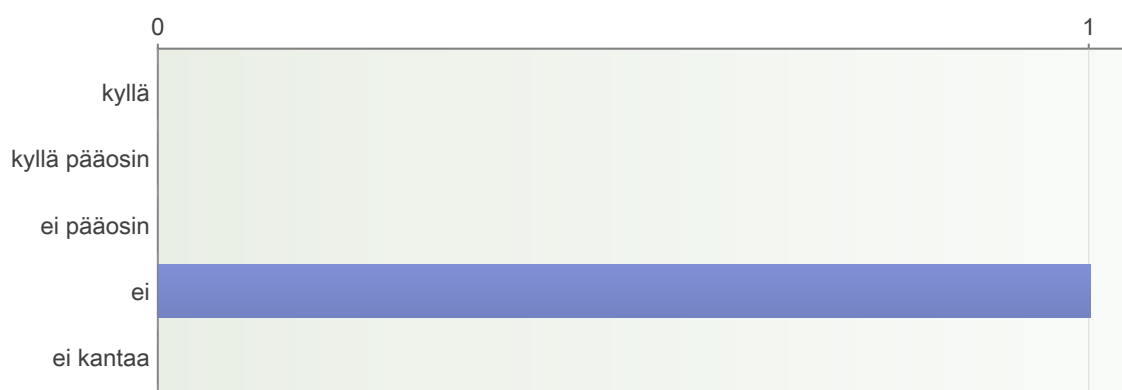 0 1
kyllä
kyllä pääosin
ei pääosin
ei
ei kantaa